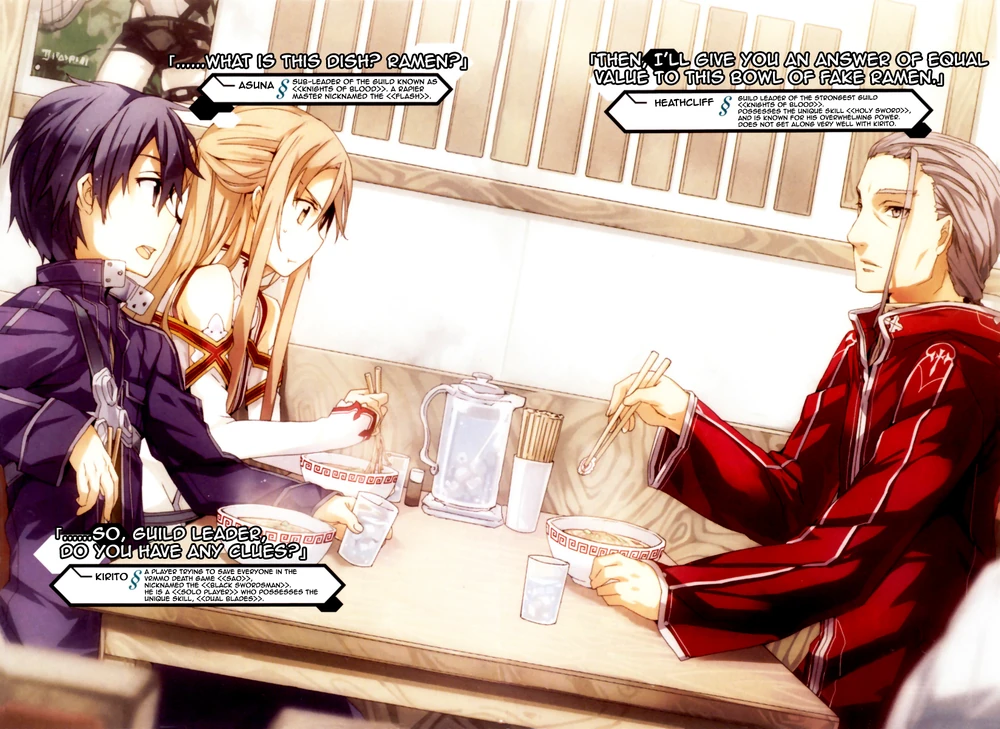 「......WHAT IS THIS DISH? RAMEN?」
ASUNA
§
SUB-LEADER OF THE GUILD KNOWN AS
<<KNIGHTS OF BLOOD>>. A RAPIER
MASTER NICKNAMED THE <<FLASH>>.
「THEN, I'LL GIVE YOU AN ANSWER OF EQUAL
VALUE TO THIS BOWL OF FAKE RAMEN.」
HEATHCLIFF
§
GUILD LEADER OF THE STRONGEST GUILD
<<KNIGHTS OF BLOOD>>.
POSSESSES THE UNIQUE SKILL <<HOLY SWORD>>,
AND IS KNOWN FOR HIS OVERWHELMING POWER.
DOES NOT GET ALONG VERY WELL WITH KIRITO.
「......SO, GUILD LEADER,
DO YOU HAVE ANY CLUES?」
KIRITO
§
A PLAYER TRYING TO SAVE EVERYONE IN THE
VRMMO DEATH GAME <<SAO>>.
NICKNAMED THE <<BLACK SWORDSMAN>>.
HE IS A <<SOLO PLAYER>> WHO POSSESSES THE
UNIQUE SKILL, <<DUAL BLADES>>.